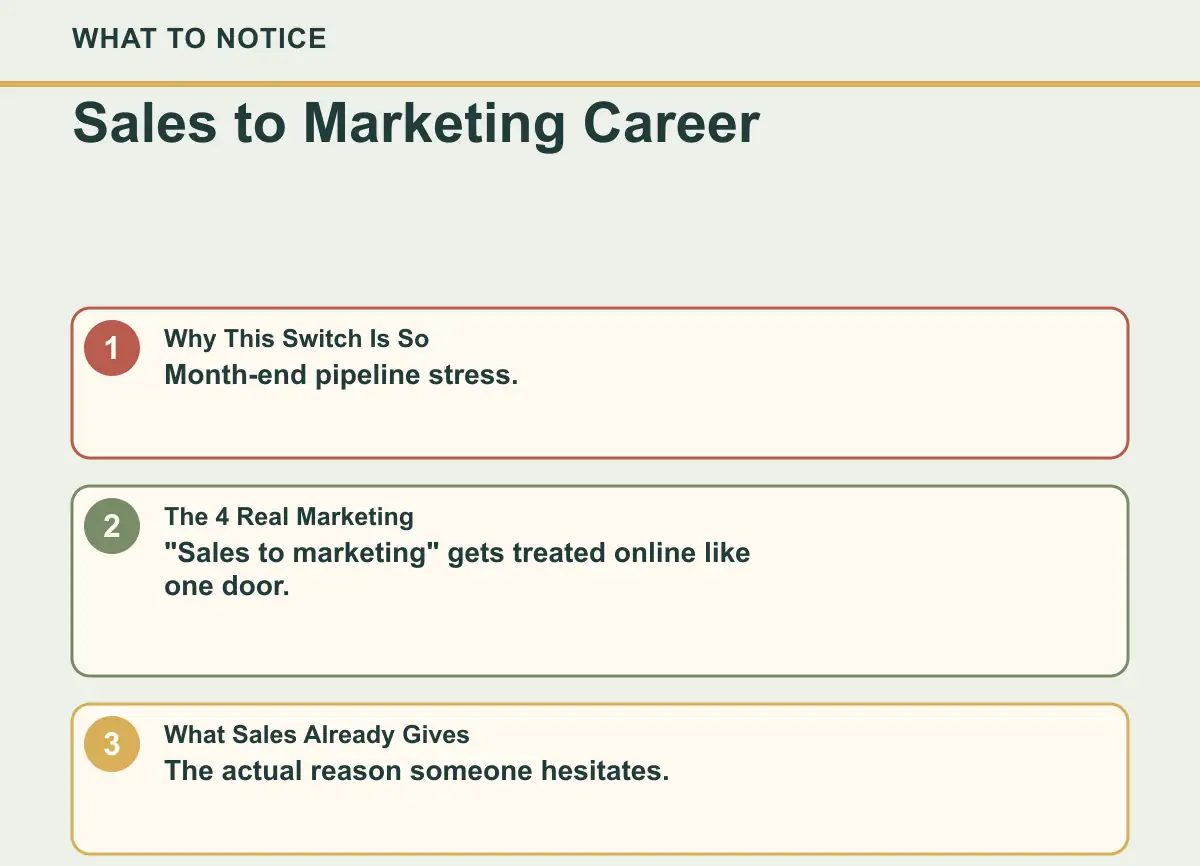 WHAT TO NOTICE
Sales to Marketing Career
1
Why This Switch Is So
Month-end pipeline stress.
2
The 4 Real Marketing
"Sales to marketing" gets treated online like
one door.
3
What Sales Already Gives
The actual reason someone hesitates.